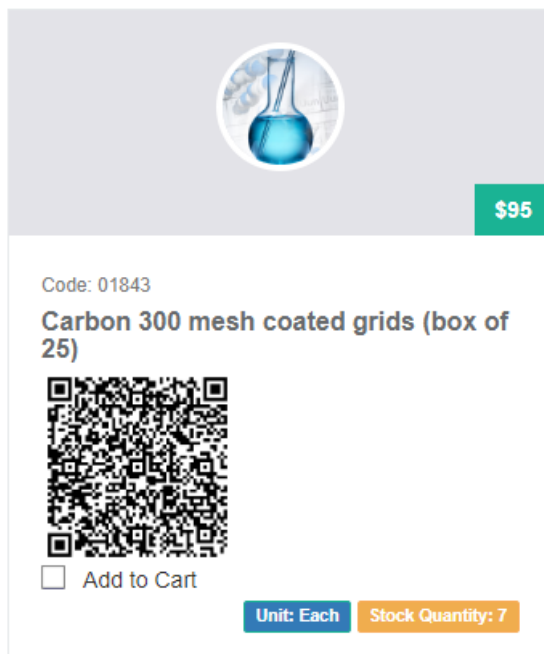 $95
Code: 01843
Carbon 300 mesh coated grids (box of
25)
Add to Cart
Unit: Each
Stock Quantity: 7